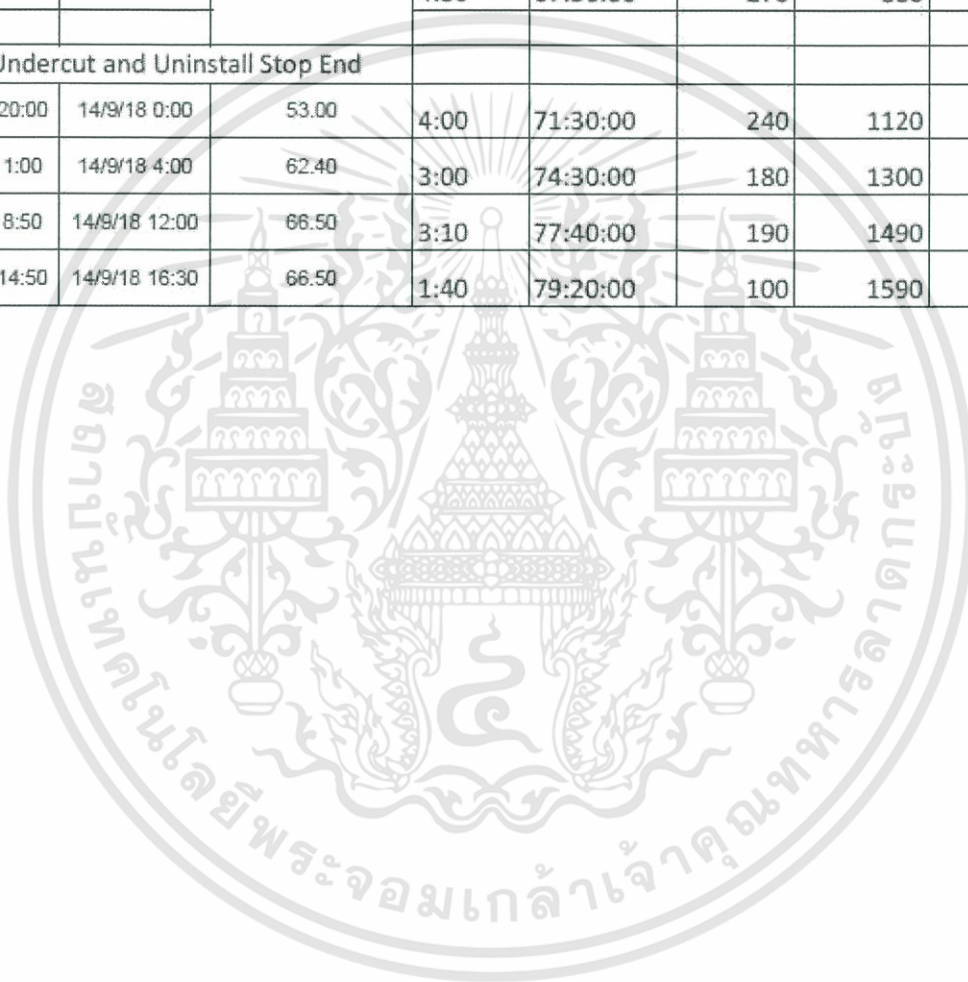 Undercut and Uninstall Stop End
20:00 14/9/18 0:00 53.00 4:00 71:30:00 240 1120
1:00 14/9/18 4:00 62.40 3:00 74:30:00 180 1300
8:50 14/9/18 12:00 66.50 3:10 77:40:00 190 1490
14:50 14/9/18 16:30 66.50 1:40 79:20:00 100 1590
สถาบันเทคโนโลยีพระจอมเกล้าเจ้าคุณทหารลาดกระบัง